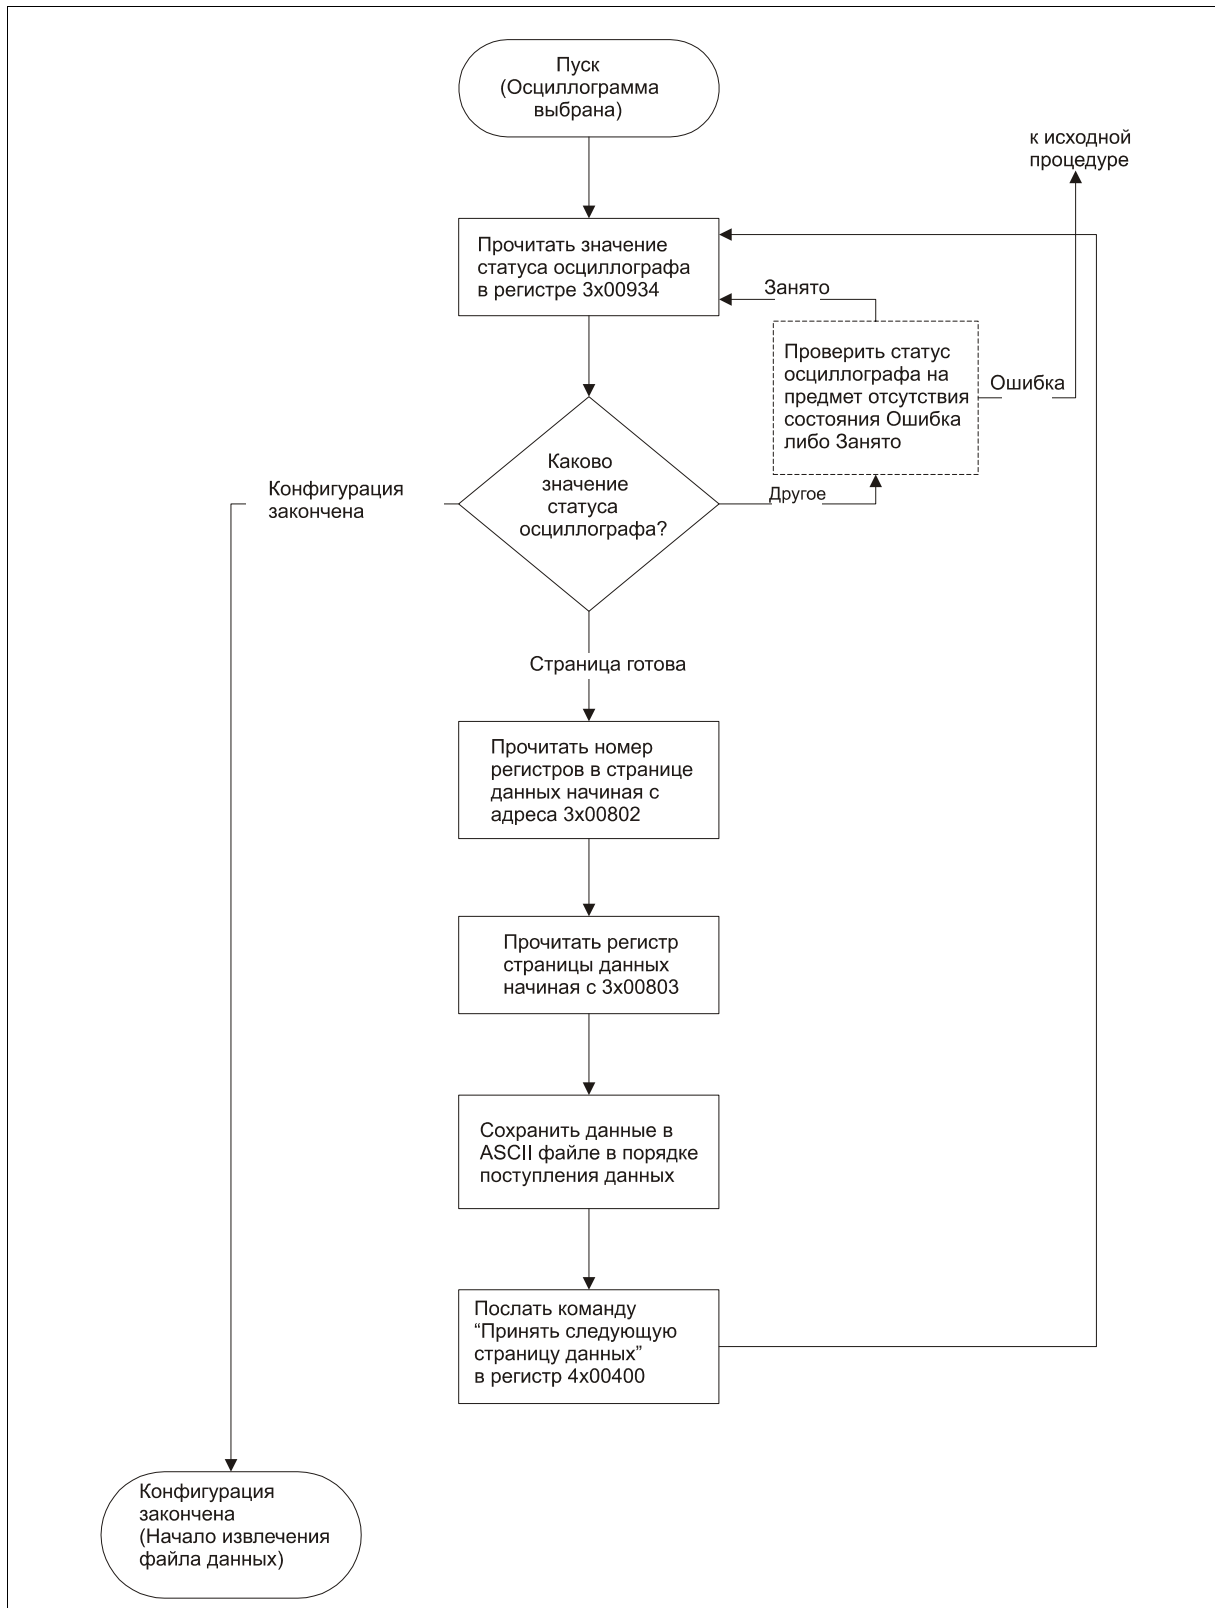 Пуск
(Осциллограмма
выбрана)
к исходной
процедуре
Прочитать значение
статуса осциллографа
в регистре 3x00934
Занято
Проверить статус
осциллографа на
предмет отсутствия
состояния Ошибка
либо Занято
Ошибка
Каково
значение
статуса
осциллографа?
Конфигурация
закончена
Другое
Страница готова
Прочитать номер
регистров в странице
данных начиная с
адреса 3x00802
Прочитать регистр
страницы данных
начиная с 3x00803
Сохранить данные в
ASCII файле в порядке
поступления данных
Послать команду
“Принять следующую
страницу данных”
в регистр 4x00400
Конфигурация
закончена
(Начало извлечения
файла данных)